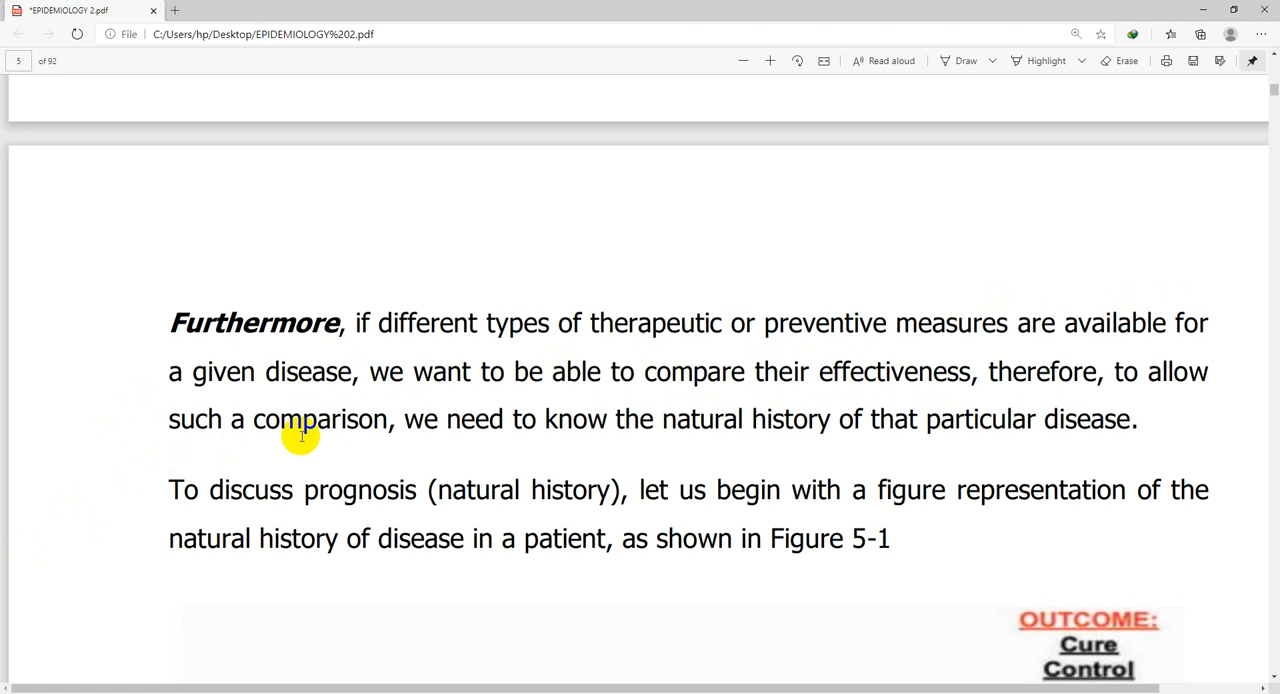 *EPIDEMIOLOGY 2.pdf
File C:/Users/hp/Desktop/EPIDEMIOLOGY%202.pdf
5 of 92 Read aloud Draw Highlight Erase
Furthermore, if different types of therapeutic or preventive measures are available for
a given disease, we want to be able to compare their effectiveness, therefore, to allow
such a comparison, we need to know the natural history of that particular disease.
To discuss prognosis (natural history), let us begin with a figure representation of the
natural history of disease in a patient, as shown in Figure 5-1
OUTCOME:
Cure
Control